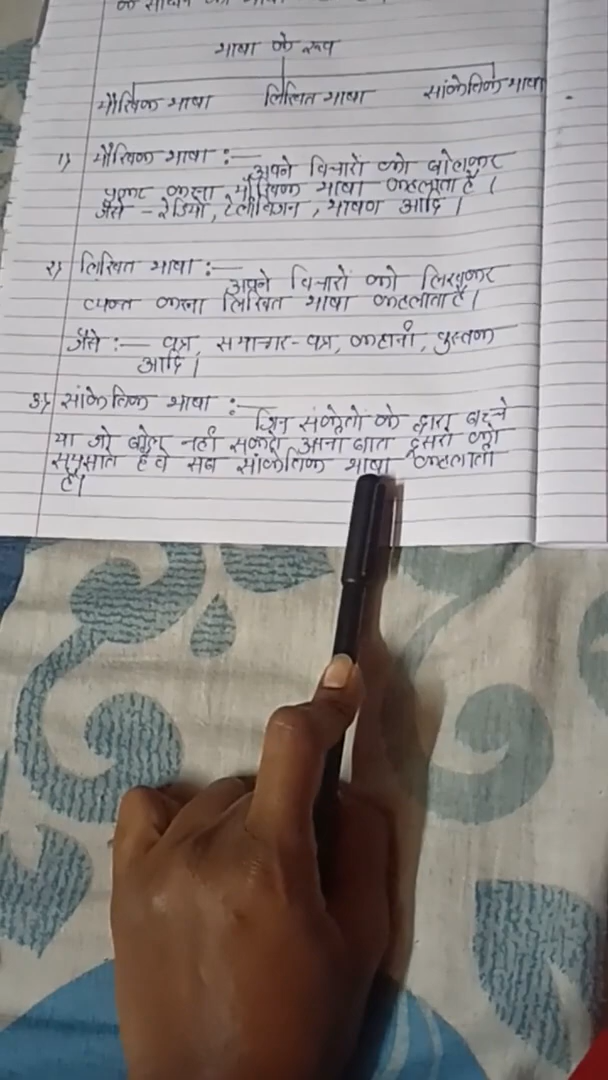 के साधन को भाषा
भाषा के रूप
मौखिक भाषा लिखित भाषा सांकेतिक भाषा
1) मौखिक भाषा :—
अपने विचारों को बोलकर
प्रकट करना मौखिक भाषा कहलाता है।
जैसे - रेडियो, टेलीविजन, भाषण आदि।
2) लिखित भाषा :—
अपने विचारों को लिखकर
व्यक्त करना लिखित भाषा कहलाता है।
जैसे :— पत्र, समाचार-पत्र, कहानी, पुस्तक
आदि।
3) सांकेतिक भाषा :—
जिन संकेतो के द्वारा बच्चे
या जो बोल नहीं सकते अपना बात दूसरो को
समझाते है वे सब सांकेतिक भाषा कहलाती
है।